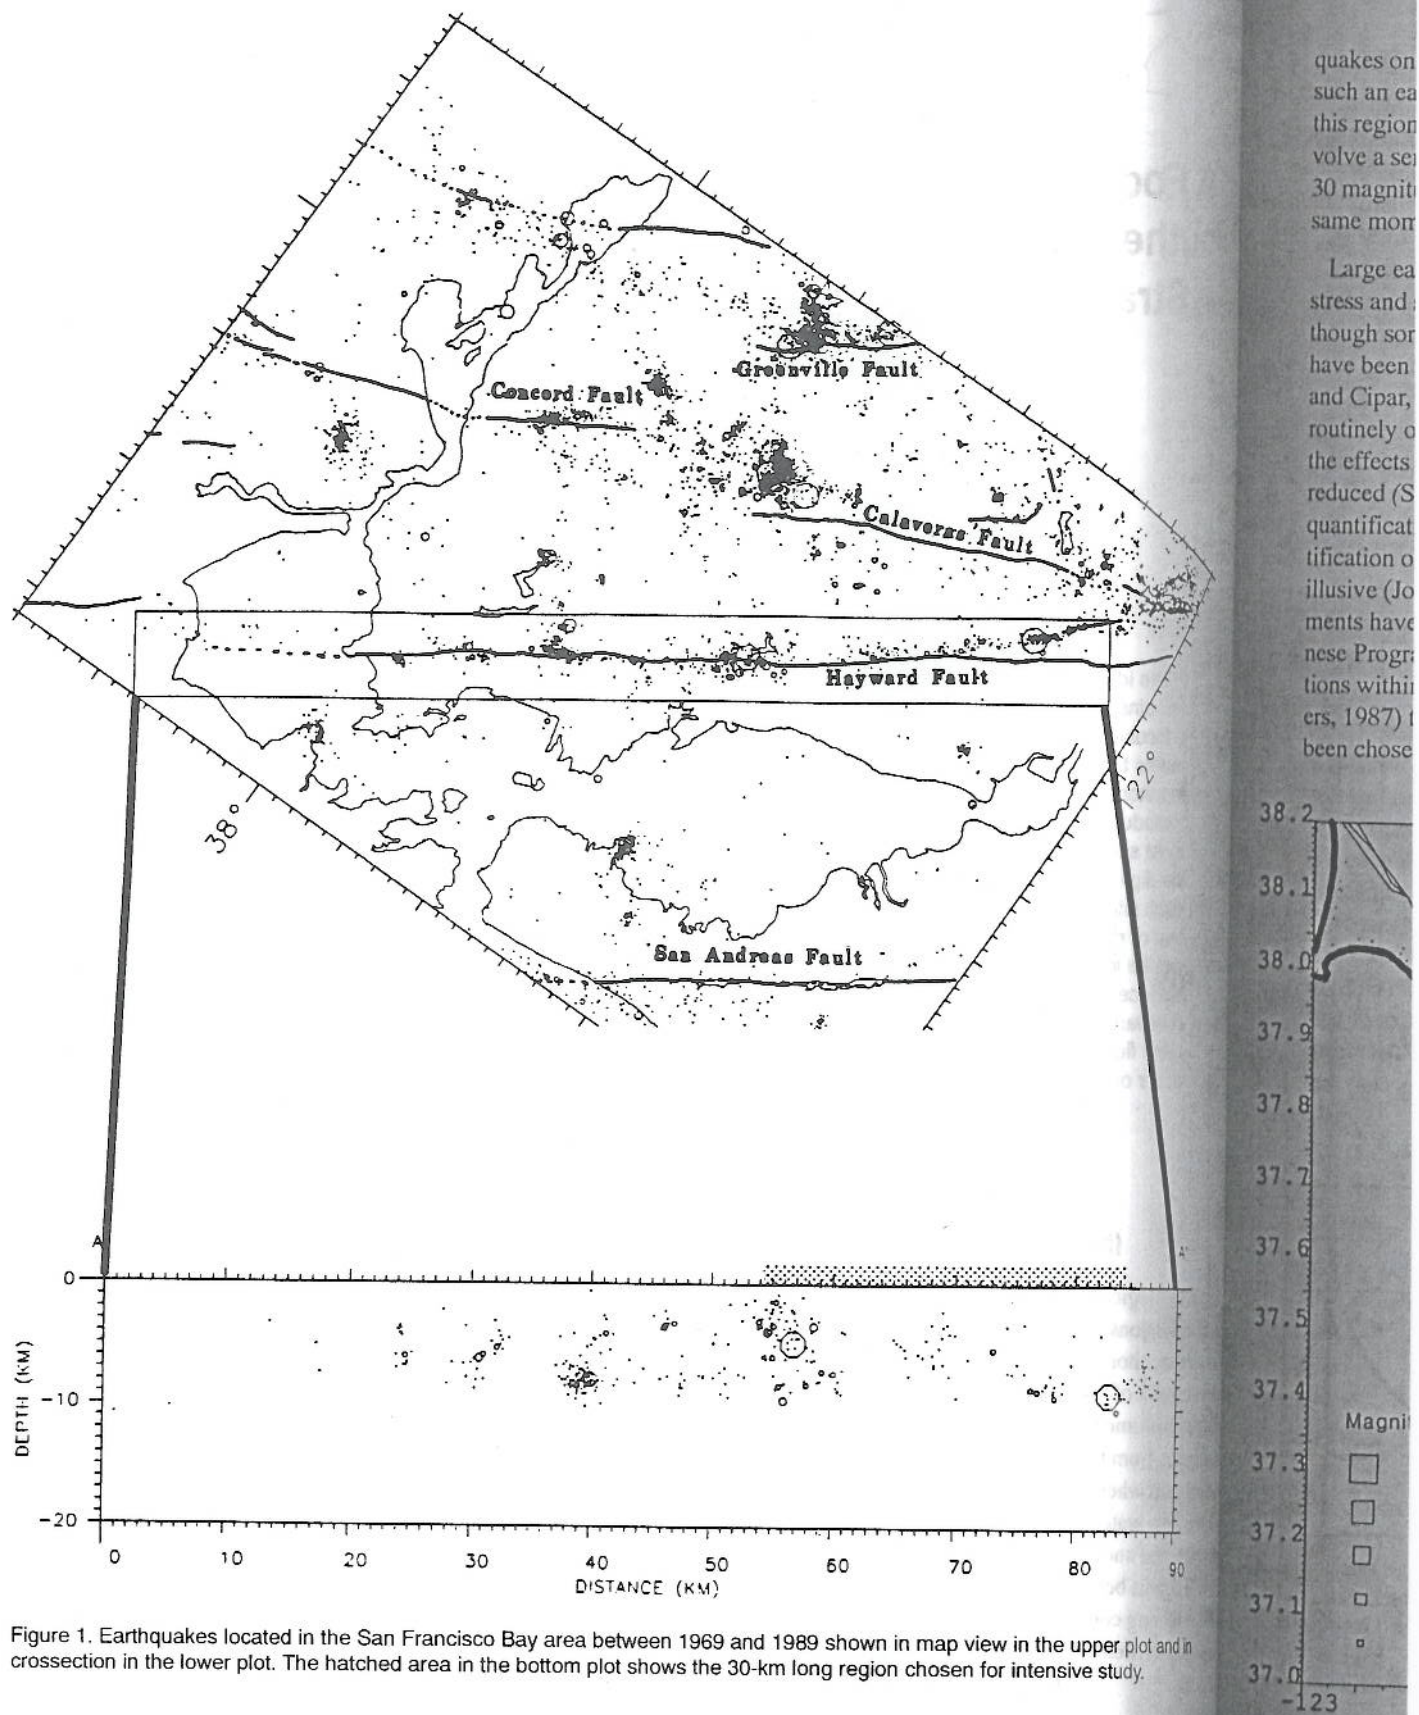 Greenville Fault
Concord Fault
Calaveras Fault
Hayward Fault
38°
122°
San Andreas Fault
A
0
-10
-20
DEPTH (KM)
0 10 20 30 40 50 60 70 80 90
DISTANCE (KM)
Figure 1. Earthquakes located in the San Francisco Bay area between 1969 and 1989 shown in map view in the upper plot and in
crossection in the lower plot. The hatched area in the bottom plot shows the 30-km long region chosen for intensive study.
quakes on
such an ea
this region
volve a se
30 magnit
same mom
Large ea
stress and
though sor
have been
and Cipar,
routinely o
the effects
reduced (S
quantificat
tification o
illusive (Jo
ments have
nese Progr
tions withi
ers, 1987) t
been chose
38.2
38.1
38.0
37.9
37.8
37.7
37.6
37.5
37.4
Magni
37.3
37.2
37.1
37.0
-123